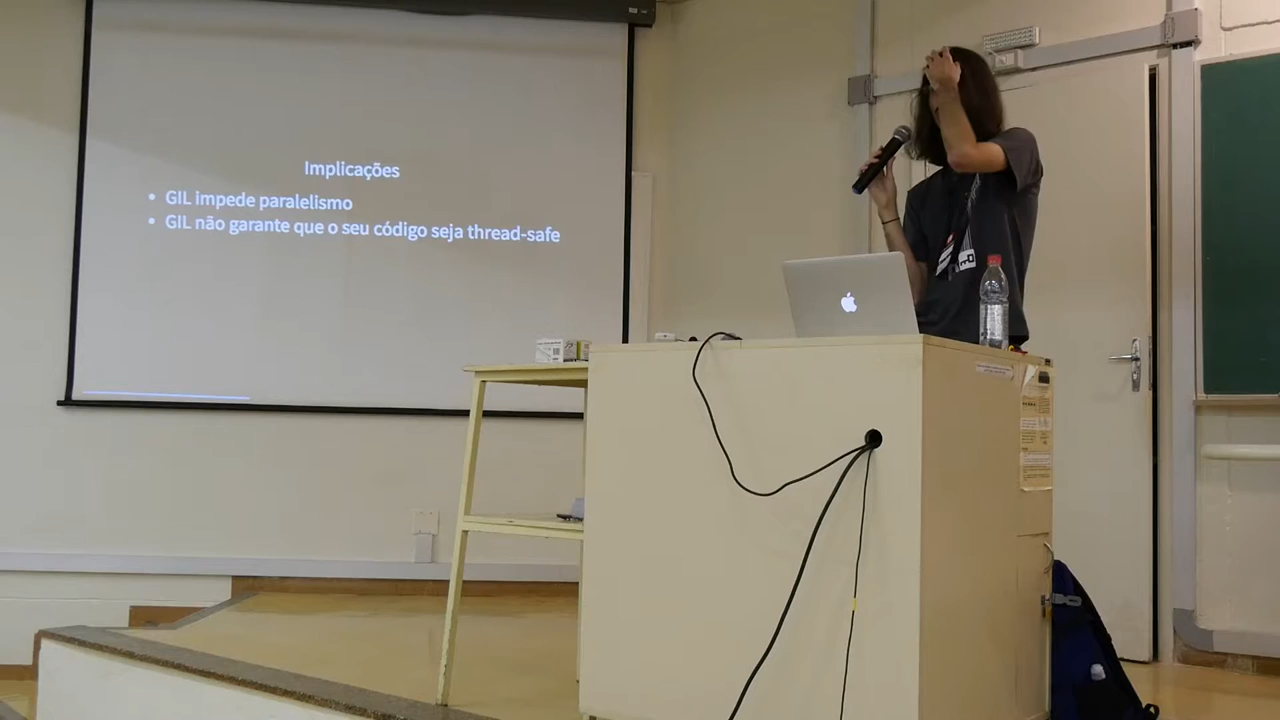 Implicações
• GIL impede paralelismo
• GIL não garante que o seu código seja thread-safe